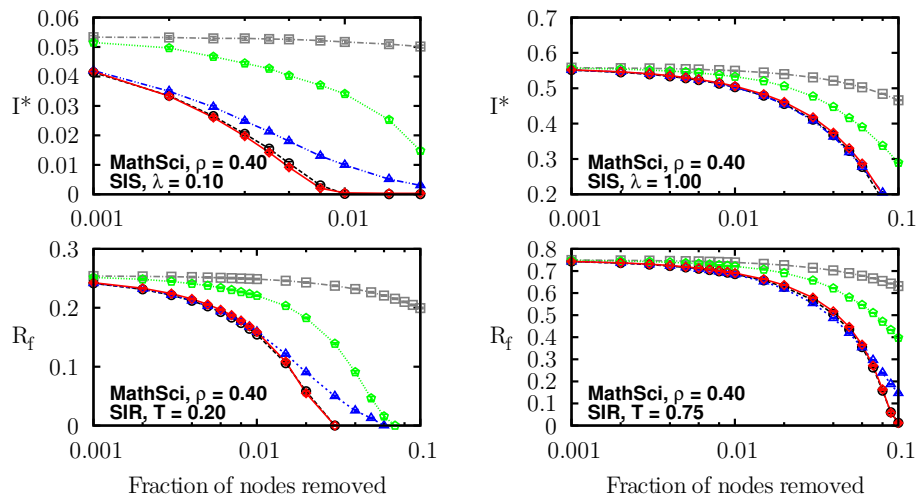 0.06
0.05
0.04
0.03
0.02
0.01
0
I*
MathSci, ρ = 0.40
SIS, λ = 0.10
0.001
0.01
0.7
0.6
0.5
0.4
0.3
0.2
I*
MathSci, ρ = 0.40
SIS, λ = 1.00
0.001
0.01
0.1
0.3
0.2
0.1
0
R_f
MathSci, ρ = 0.40
SIR, T = 0.20
0.001
0.01
0.1
Fraction of nodes removed
0.8
0.7
0.6
0.5
0.4
0.3
0.2
0.1
0
R_f
MathSci, ρ = 0.40
SIR, T = 0.75
0.001
0.01
0.1
Fraction of nodes removed